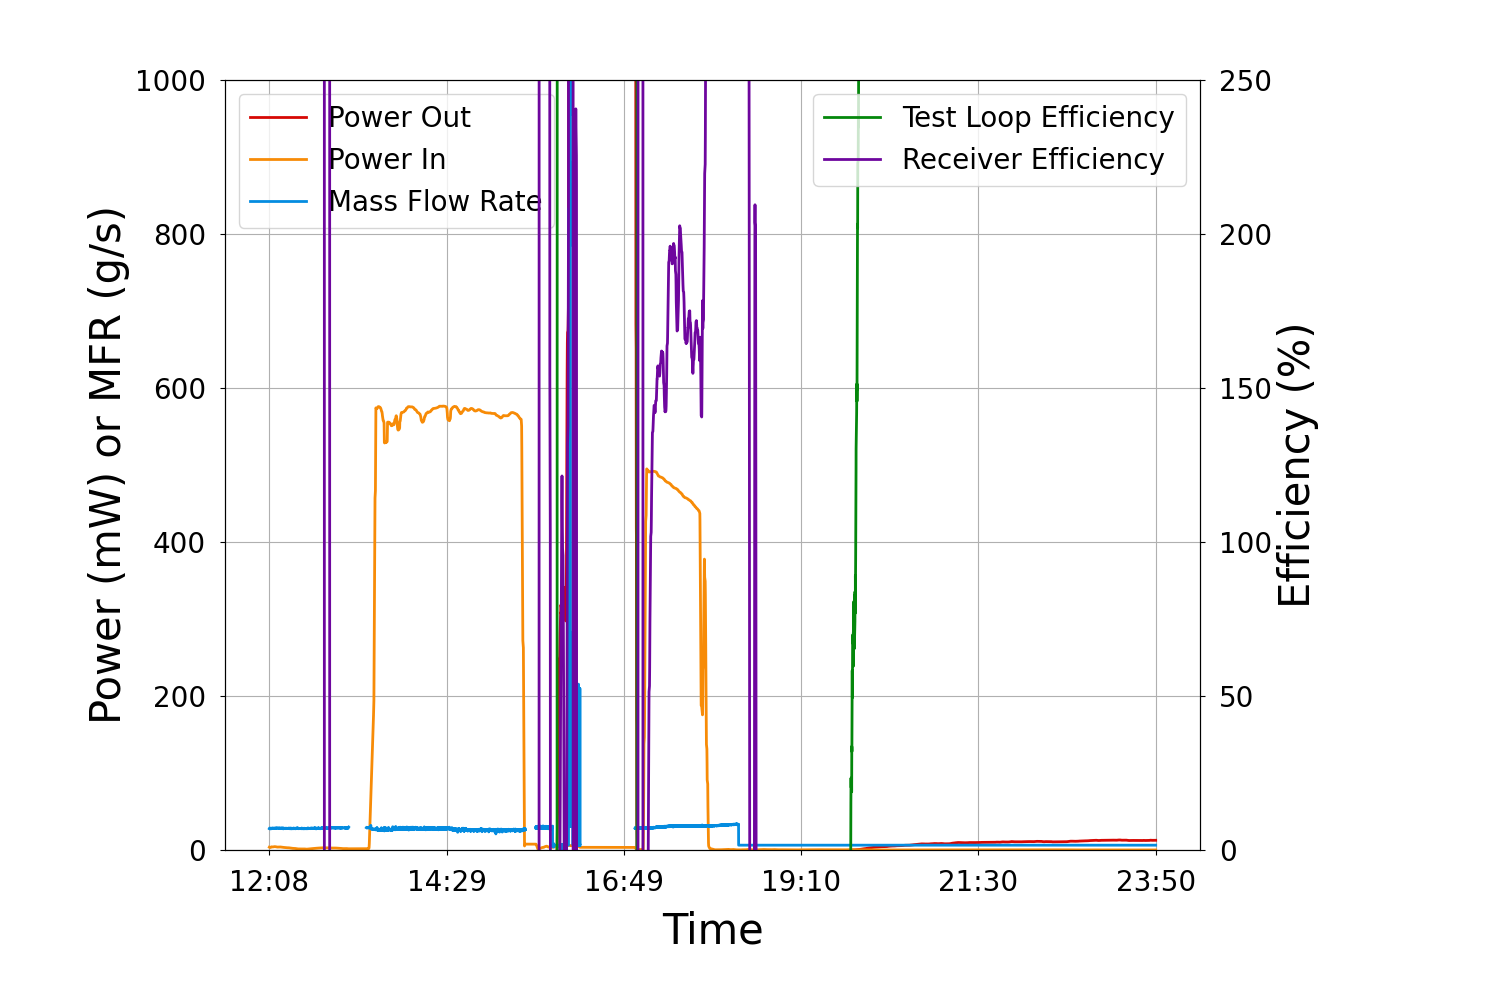 1000
800
600
400
200
0
Power (mW) or MFR (g/s)
Power Out
Power In
Mass Flow Rate
Test Loop Efficiency
Receiver Efficiency
250
200
150
100
50
0
Efficiency (%)
12:08 14:29 16:49 19:10 21:30 23:50
Time